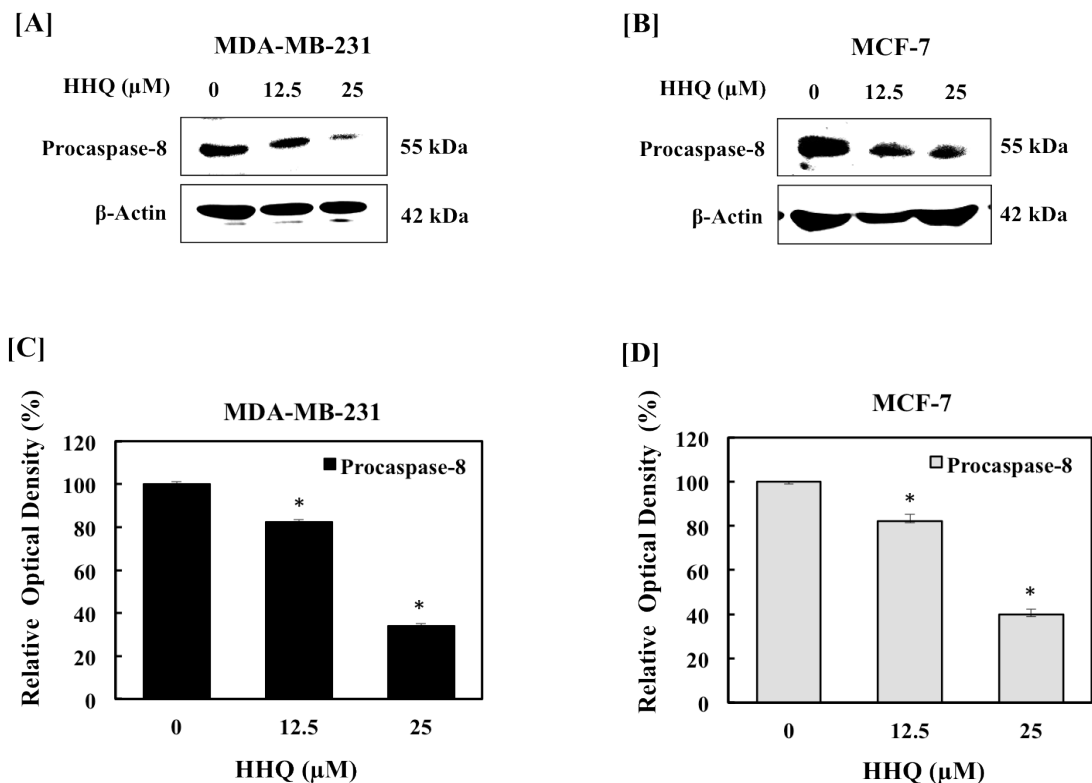 [A]
MDA-MB-231
HHQ (µM) 0 12.5 25
Procaspase-8 55 kDa
β-Actin 42 kDa
[B]
MCF-7
HHQ (µM) 0 12.5 25
Procaspase-8 55 kDa
β-Actin 42 kDa
[C]
MDA-MB-231
Relative Optical Density (%)
120
100
80
60
40
20
0
Procaspase-8
*
*
0 12.5 25
HHQ (µM)
[D]
MCF-7
Relative Optical Density (%)
120
100
80
60
40
20
0
Procaspase-8
*
*
0 12.5 25
HHQ (µM)